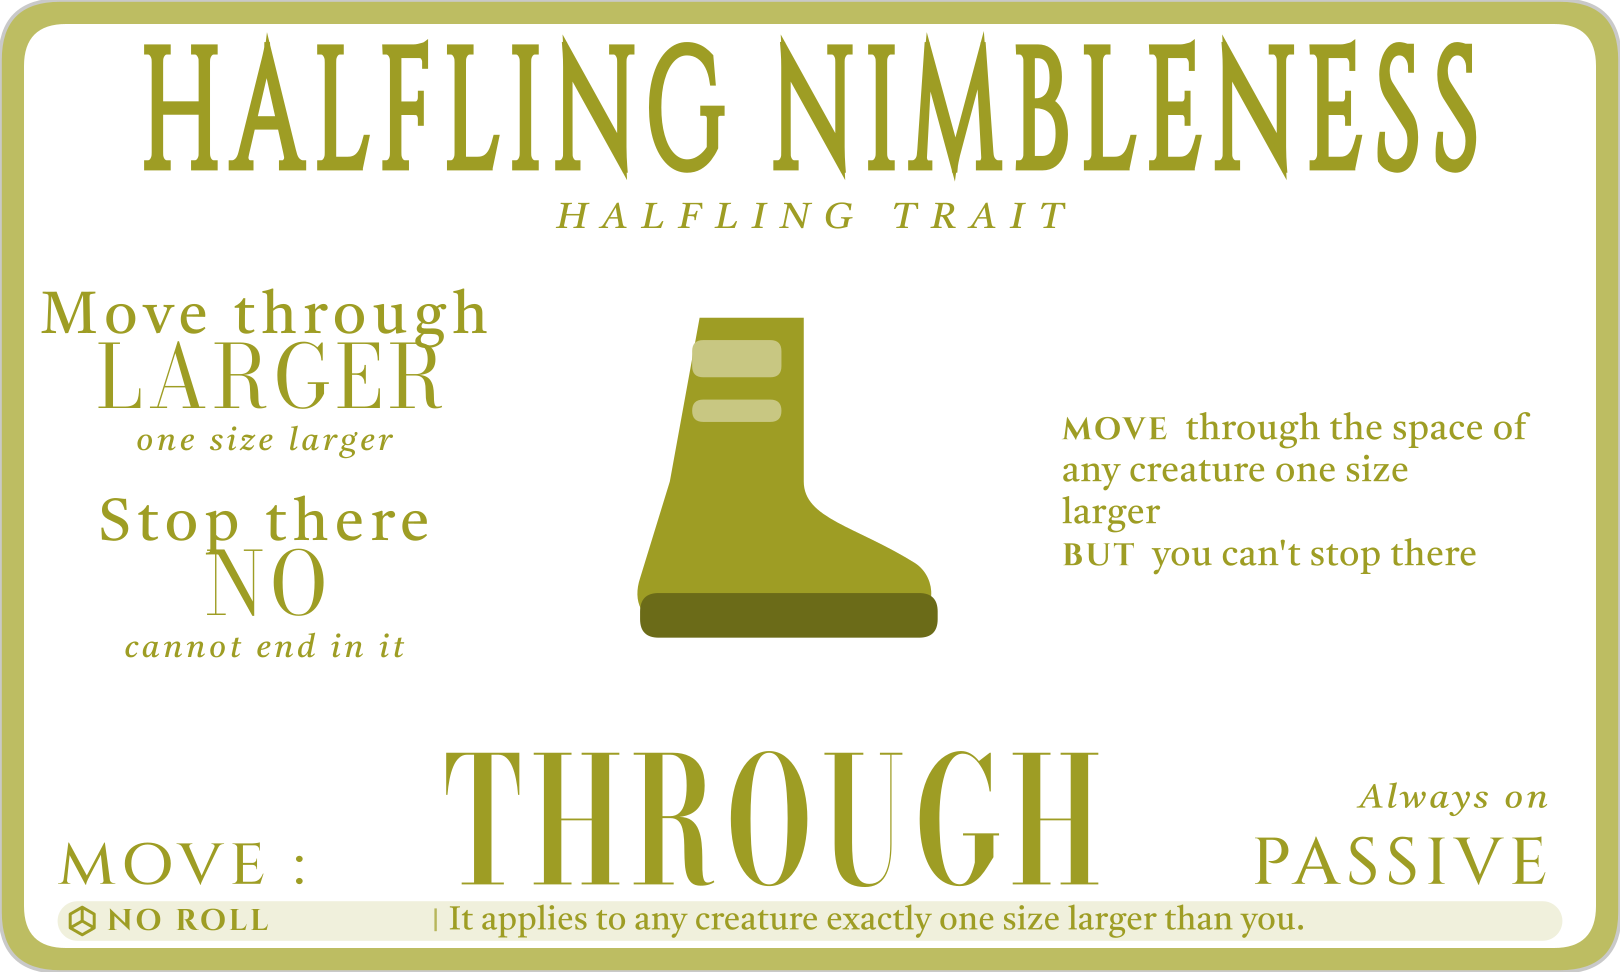 HALFLING NIMBLENESS
HALFLING TRAIT
Move through
LARGER
one size larger
Stop there
NO
cannot end in it
MOVE through the space of
any creature one size
larger
BUT you can't stop there
MOVE :
THROUGH
Always on
PASSIVE
NO ROLL | It applies to any creature exactly one size larger than you.